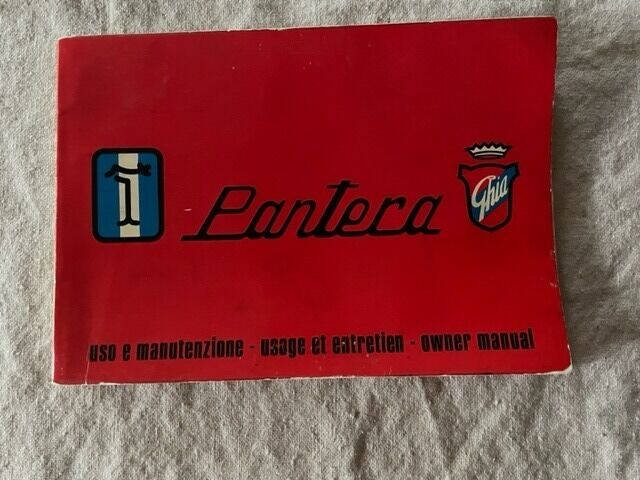 Pantera
Ghia
uso e manutenzione - usage et entretien - owner manual